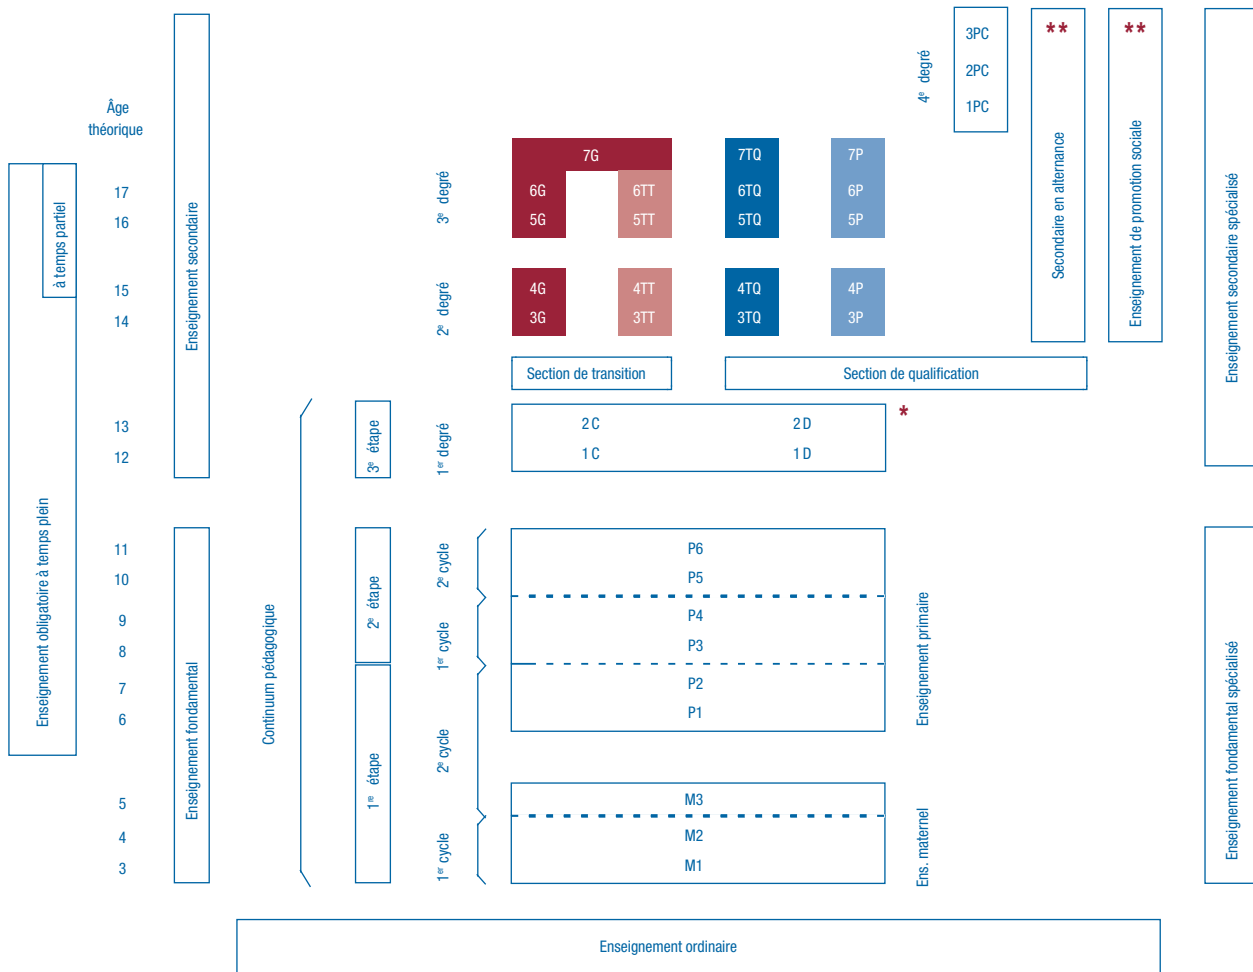 3PC
2PC
1PC
4e degré
**
**
Âge
théorique
7G
7TQ
7P
17
6G
6TT
6TQ
6P
16
5G
5TT
5TQ
5P
3e degré
à temps partiel
Enseignement secondaire
Secondaire en alternance
Enseignement de promotion sociale
Enseignement secondaire spécialisé
15
4G
4TT
4TQ
4P
14
3G
3TT
3TQ
3P
2e degré
Section de transition
Section de qualification
13
2 C
2 D
*
12
1 C
1 D
3e étape
1er degré
Enseignement obligatoire à temps plein
11
P6
10
P5
2e cycle
9
P4
8
P3
1er cycle
2e étape
7
P2
6
P1
2e cycle
Enseignement primaire
Enseignement fondamental
Continuum pédagogique
1re étape
Enseignement fondamental spécialisé
5
M3
4
M2
3
M1
1er cycle
Ens. maternel
Enseignement ordinaire